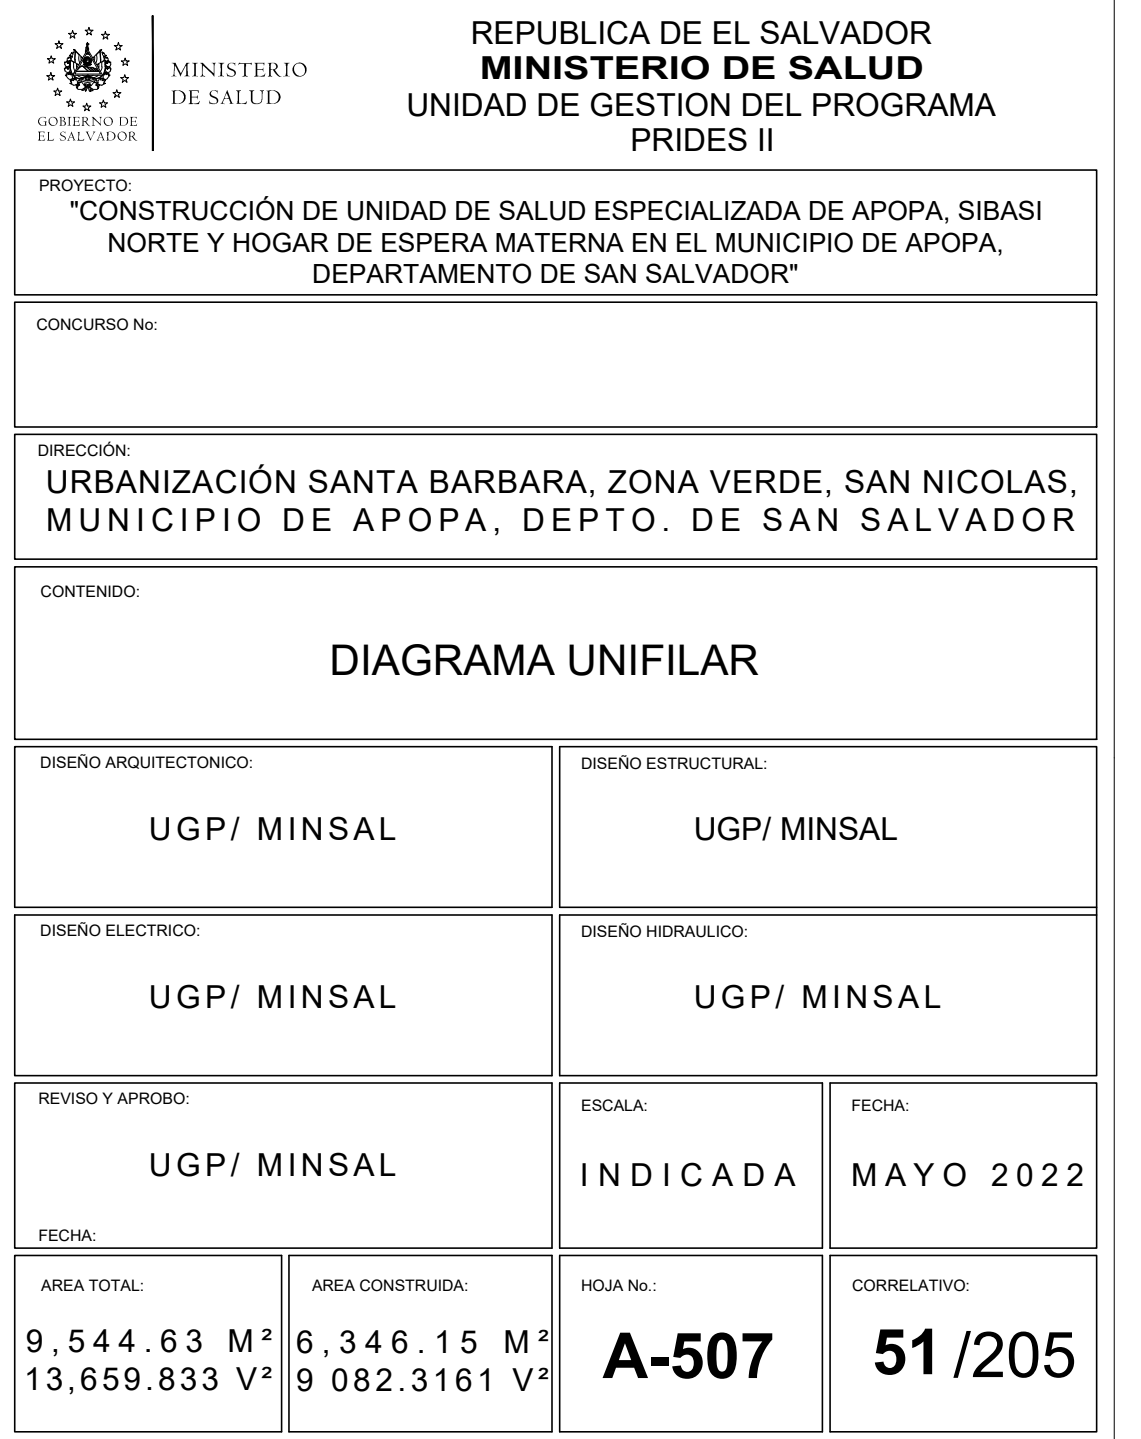 GOBIERNO DE
EL SALVADOR
MINISTERIO
DE SALUD
REPUBLICA DE EL SALVADOR
MINISTERIO DE SALUD
UNIDAD DE GESTION DEL PROGRAMA
PRIDES II
PROYECTO:
"CONSTRUCCIÓN DE UNIDAD DE SALUD ESPECIALIZADA DE APOPA, SIBASI
NORTE Y HOGAR DE ESPERA MATERNA EN EL MUNICIPIO DE APOPA,
DEPARTAMENTO DE SAN SALVADOR"
CONCURSO No:
DIRECCIÓN:
URBANIZACIÓN SANTA BARBARA, ZONA VERDE, SAN NICOLAS,
MUNICIPIO DE APOPA, DEPTO. DE SAN SALVADOR
CONTENIDO:
DIAGRAMA UNIFILAR
DISEÑO ARQUITECTONICO:
UGP/ MINSAL
DISEÑO ESTRUCTURAL:
UGP/ MINSAL
DISEÑO ELECTRICO:
UGP/ MINSAL
DISEÑO HIDRAULICO:
UGP/ MINSAL
REVISO Y APROBO:
UGP/ MINSAL
FECHA:
ESCALA:
INDICADA
FECHA:
MAYO 2022
AREA TOTAL:
9,544.63 M²
13,659.833 V²
AREA CONSTRUIDA:
6,346.15 M²
9 082.3161 V²
HOJA No.:
A-507
CORRELATIVO:
51 /205